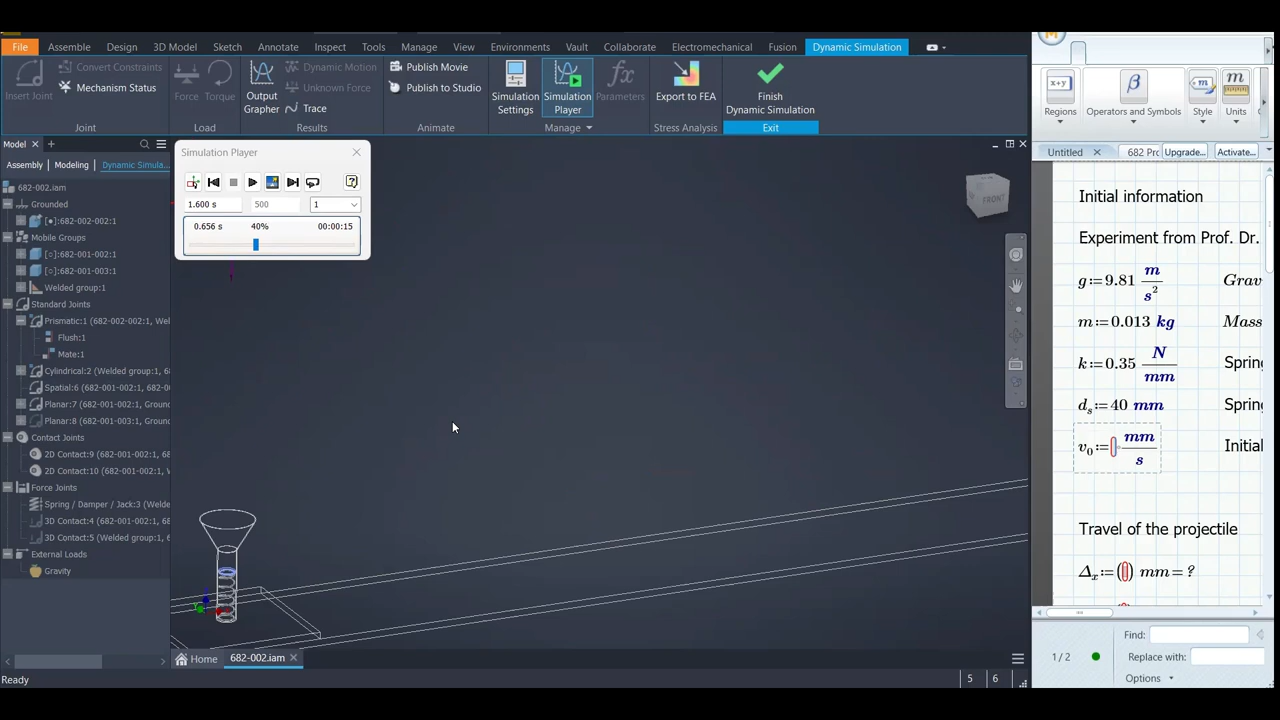 File Assembly Design 3D Model Sketch Annotate Inspect Tools Manage View Environments Vault Collaborate Electromechanical Fusion Dynamic Simulation
Insert Joint
Convert Constraints
Mechanism Status
Joint
Force
Torque
Load
Output
Grapher
Dynamic Motion
Unknown Force
Trace
Results
Publish Movie
Publish to Studio
Animate
Simulation
Settings
Simulation
Player
Parameters
Manage
Export to FEA
Stress Analysis
Finish
Dynamic Simulation
Exit
Model
Assembly Modeling Dynamic Simula...
682-002.iam
Grounded
[●]:682-002-002:1
Mobile Groups
[○]:682-001-002:1
[○]:682-001-003:1
Welded group:1
Standard Joints
Prismatic:1 (682-002-002:1, Wel
Flush:1
Mate:1
Cylindrical:2 (Welded group:1, 6
Spatial:6 (682-001-002:1, 682-00
Planar:7 (682-001-002:1, Ground
Planar:8 (682-001-003:1, Ground
Contact Joints
2D Contact:9 (682-001-002:1, 68
2D Contact:10 (682-001-002:1, 6
Force Joints
Spring / Damper / Jack:3 (Welde
3D Contact:4 (682-001-002:1, 68
3D Contact:5 (Welded group:1, 6
External Loads
Gravity
Simulation Player
1.600 s 500 1
0.656 s 40% 00:00:15
FRONT
Home 682-002.iam
Ready
5 6
x+y
Regions
β
Operators and Symbols
Style
m
Units
Untitled 682 Pro Upgrade... Activate...
Initial information
Experiment from Prof. Dr.
g:=9.81 m/s² Grav
m:=0.013 kg Mass
k:=0.35 N/mm Spring
dₛ:=40 mm Spring
v₀:= mm/s Initial
Travel of the projectile
Δₓ:=() mm=?
Find:
1 / 2 Replace with:
Options